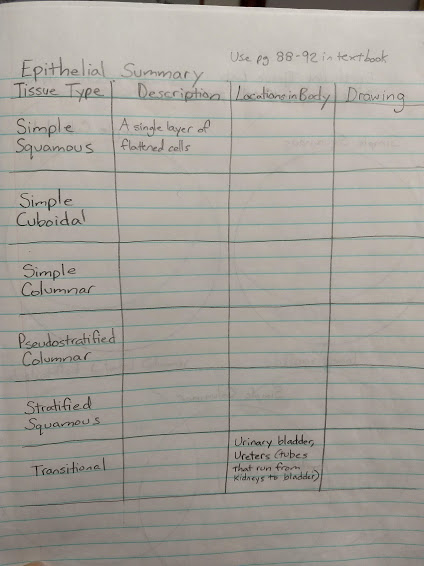 Use pg 88-92 in textbook
Epithelial Summary
Tissue Type Description Locations in Body Drawing
Simple
Squamous
A single layer of
flattened cells
Simple
Cuboidal
Simple
Columnar
Pseudostratified
Columnar
Stratified
Squamous
Transitional
Urinary bladder,
Ureters (tubes
that run from
kidneys to bladder)